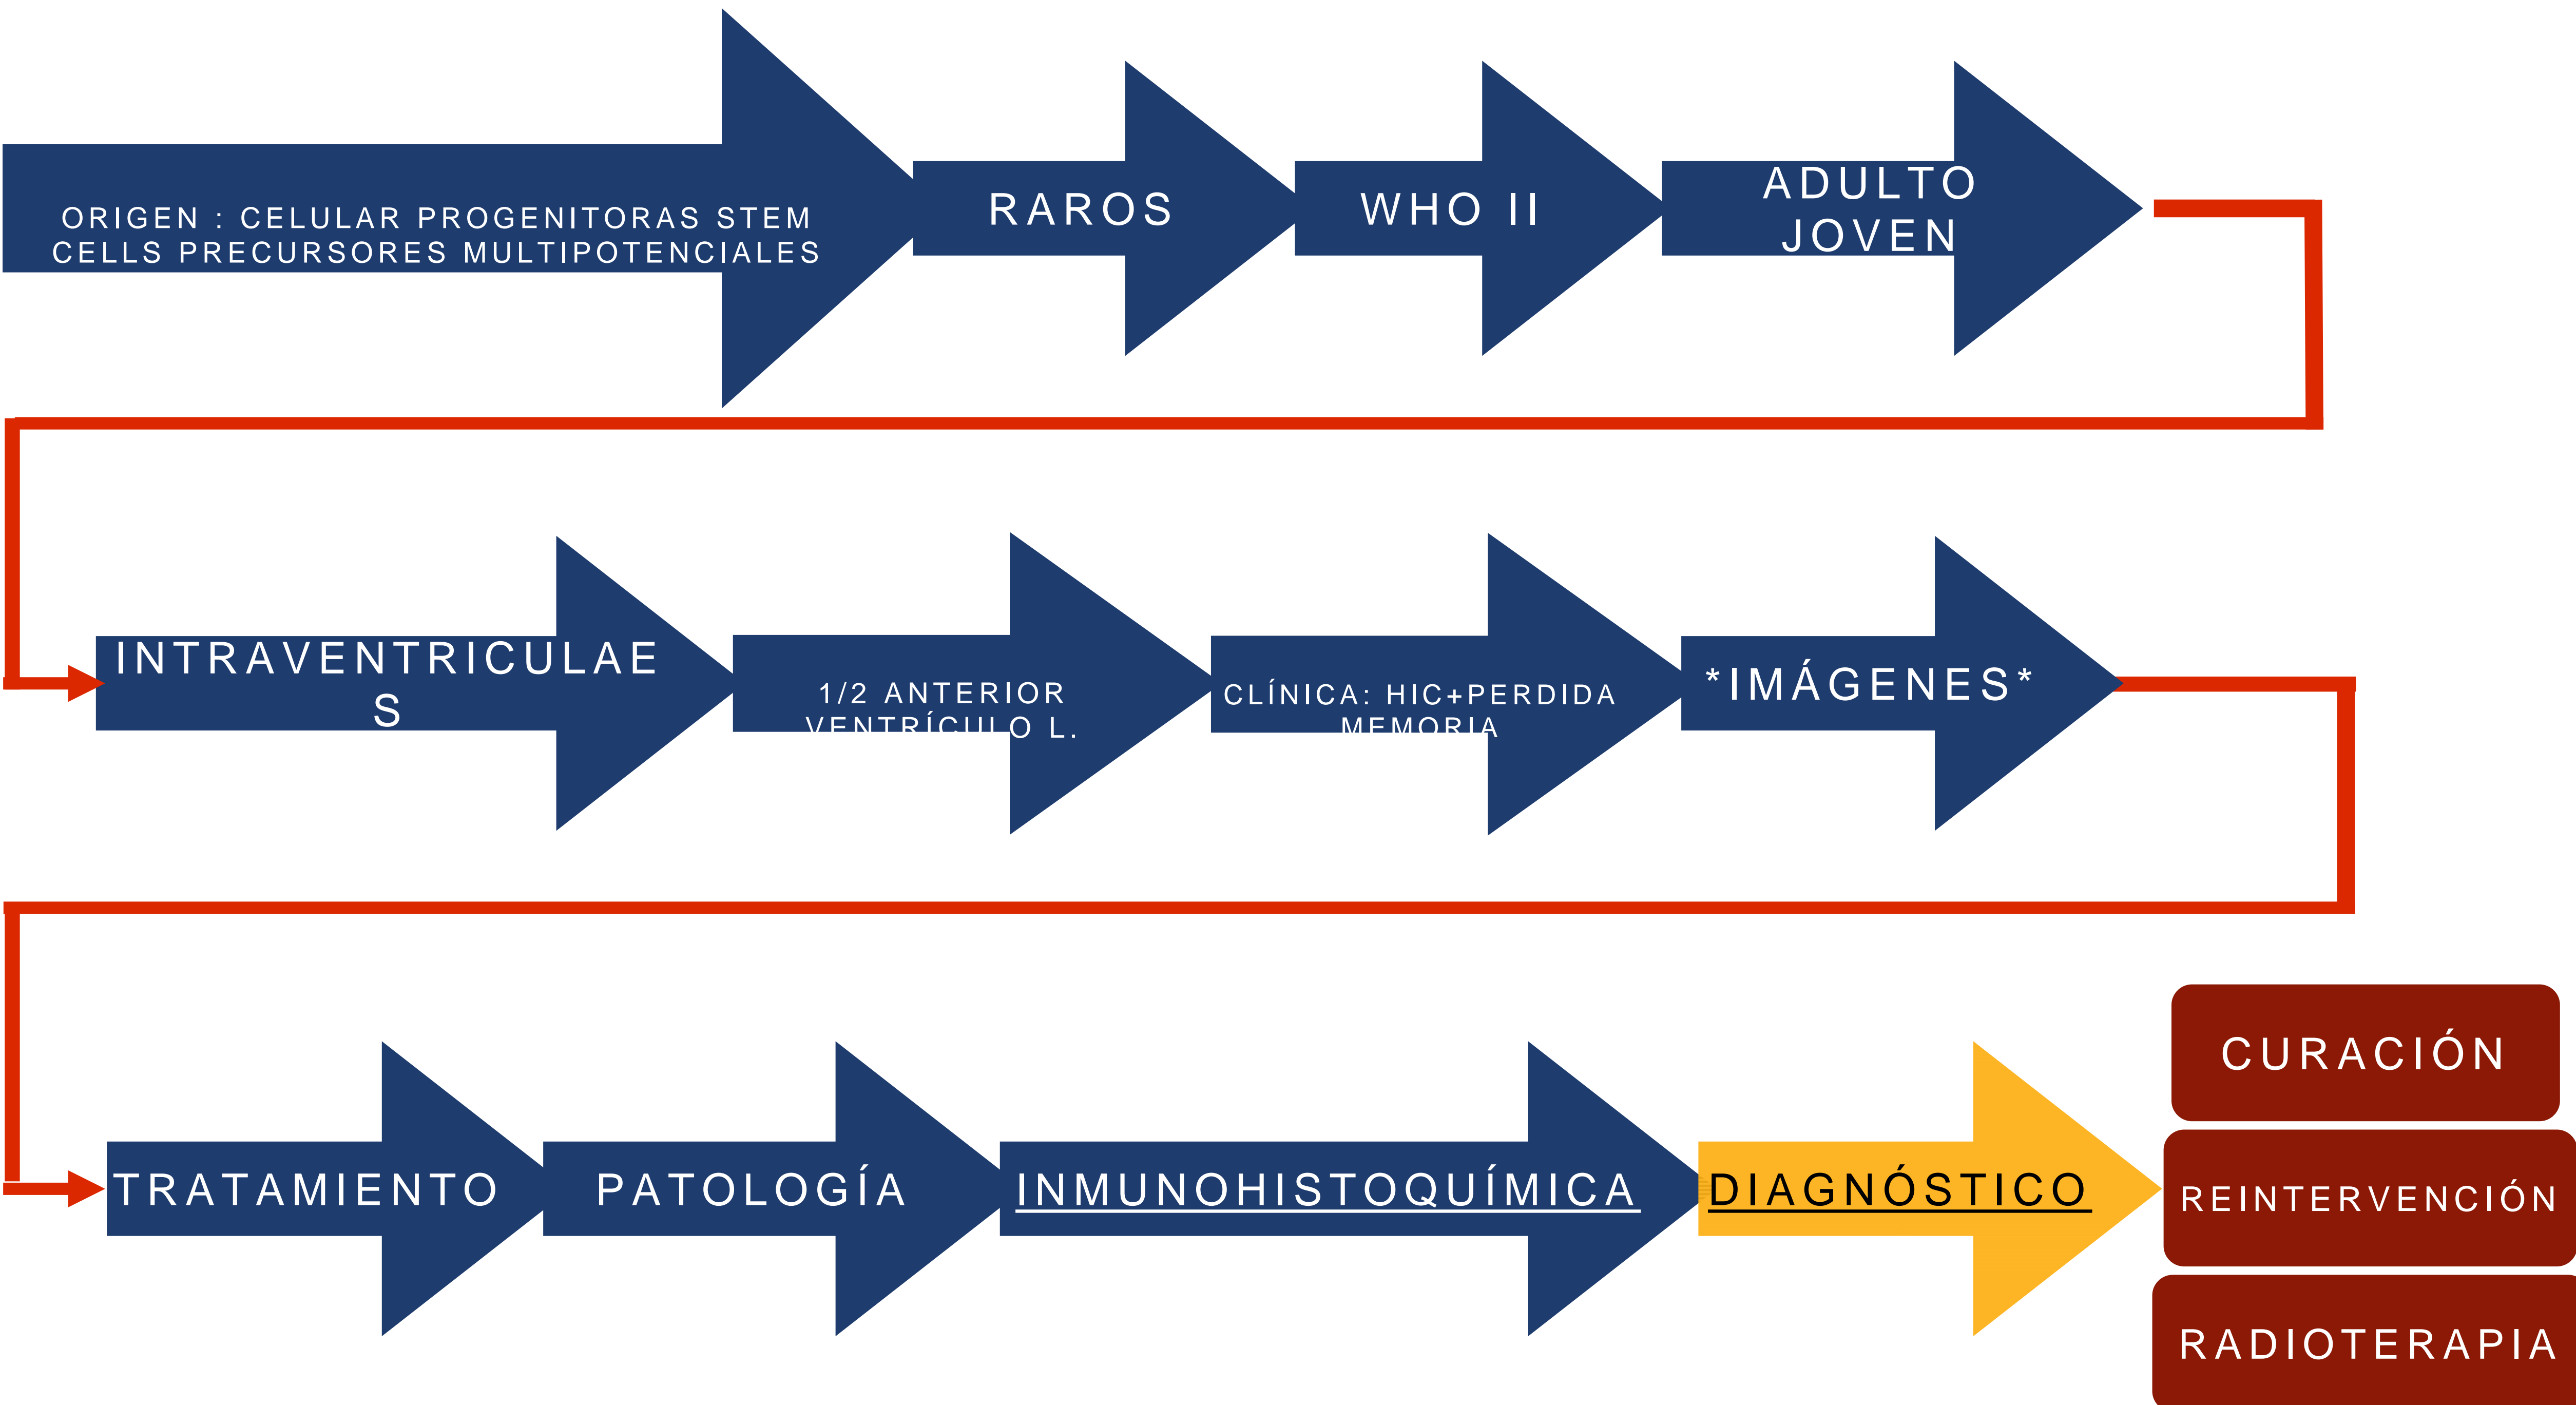 ORIGEN : CELULAR PROGENITORAS STEM
CELLS PRECURSORES MULTIPOTENCIALES
RAROS
WHO II
ADULTO
JOVEN
INTRAVENTRICULAE
S
1/2 ANTERIOR
VENTRÍCULO L.
CLÍNICA: HIC+PERDIDA
MEMORIA
*IMÁGENES*
TRATAMIENTO
PATOLOGÍA
INMUNOHISTOQUÍMICA
DIAGNÓSTICO
CURACIÓN
REINTERVENCIÓN
RADIOTERAPIA